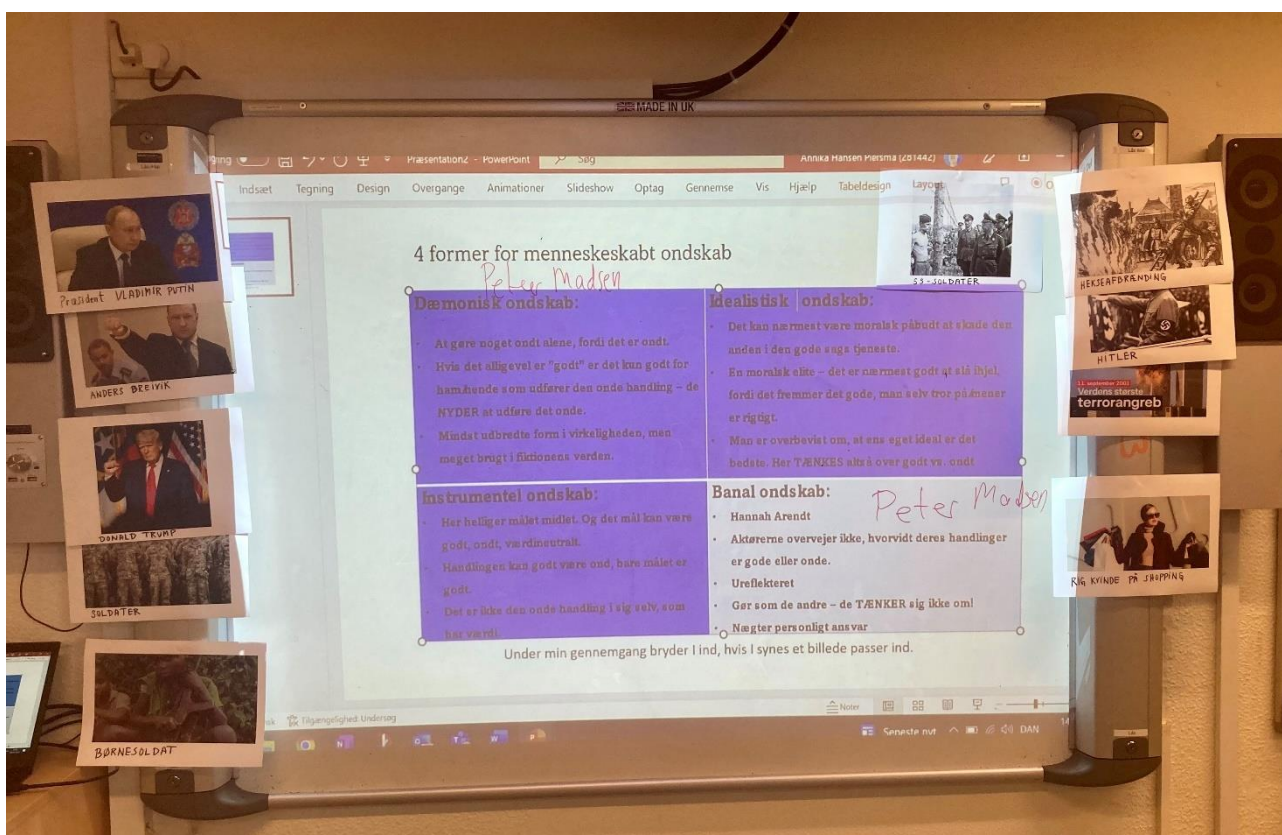 MADE IN UK
Præsentation2 - PowerPoint
Søg
Annika Hansen Piersma (281442)
Indsæt Tegning Design Overgange Animationer Slideshow Optag Gennemse Vis Hjælp Tabeldesign Layout
4 former for menneskeskabt ondskab
Peter Madsen
Dæmonisk ondskab:
At gøre noget ondt alene, fordi det er ondt.
Hvis det alligevel er "godt" er det kun godt for
ham/hende som udfører den onde handling – de
NYDER at udføre det onde.
Mindst udbredte form i virkeligheden, men
meget brugt i fiktionens verden.
Idealistisk ondskab:
Det kan nærmest være moralsk påbudt at skade den
anden i den gode sags tjeneste.
En moralsk elite – det er nærmest godt at slå ihjel,
fordi det fremmer det gode, man selv tror på/mener
er rigtigt.
Man er overbevist om, at ens eget ideal er det
bedste. Her TÆNKES altså over godt vs. ondt
Instrumentel ondskab:
Her helliger målet midlet. Og det mål kan være
godt, ondt, værdineutralt.
Handlingen kan godt være ond, bare målet er
godt.
Det er ikke den onde handling i sig selv, som
har værdi.
Banal ondskab:
Peter Madsen
Hannah Arendt
Aktørerne overvejer ikke, hvorvidt deres handlinger
er gode eller onde.
Ureflekteret
Gør som de andre – de TÆNKER sig ikke om!
Nægter personligt ansvar
Under min gennemgang bryder I ind, hvis I synes et billede passer ind.
Tilgængelighed: Undersøg
Noter
Seneste nyt
DAN
Præsident VLADIMIR PUTIN
ANDERS BREIVIK
DONALD TRUMP
SOLDATER
BØRNESOLDAT
SS-SOLDATER
HEKSEAFBRÆNDING
HITLER
11. september 2001
Verdens største
terrorangreb
RIG KVINDE PÅ SHOPPING